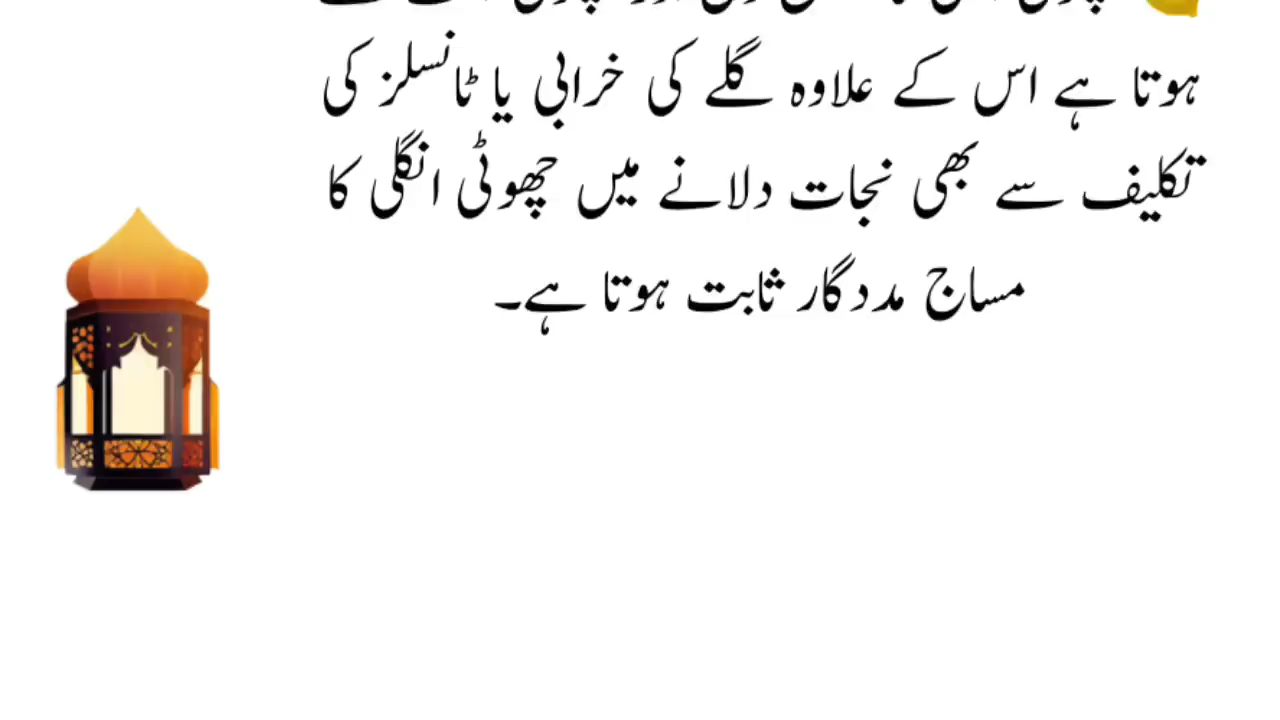 ہوتا ہے اس کے علاوہ گلے کی خرابی یا ٹانسلز کی
تکلیف سے بھی نجات دلانے میں چھوٹی انگلی کا
مساج مددگار ثابت ہوتا ہے۔